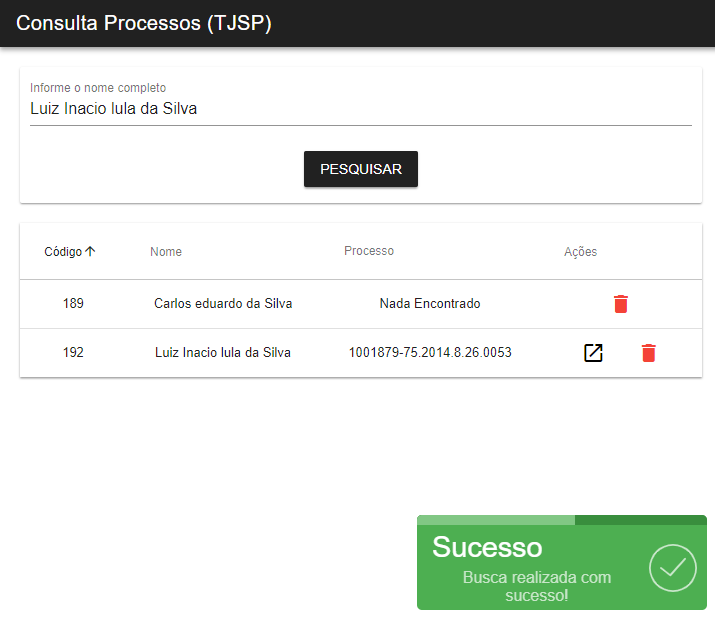 Consulta Processos (TJSP)
Informe o nome completo
Luiz Inacio lula da Silva
PESQUISAR
Código Nome Processo Ações
189 Carlos eduardo da Silva Nada Encontrado
192 Luiz Inacio lula da Silva 1001879-75.2014.8.26.0053
Sucesso
Busca realizada com
sucesso!